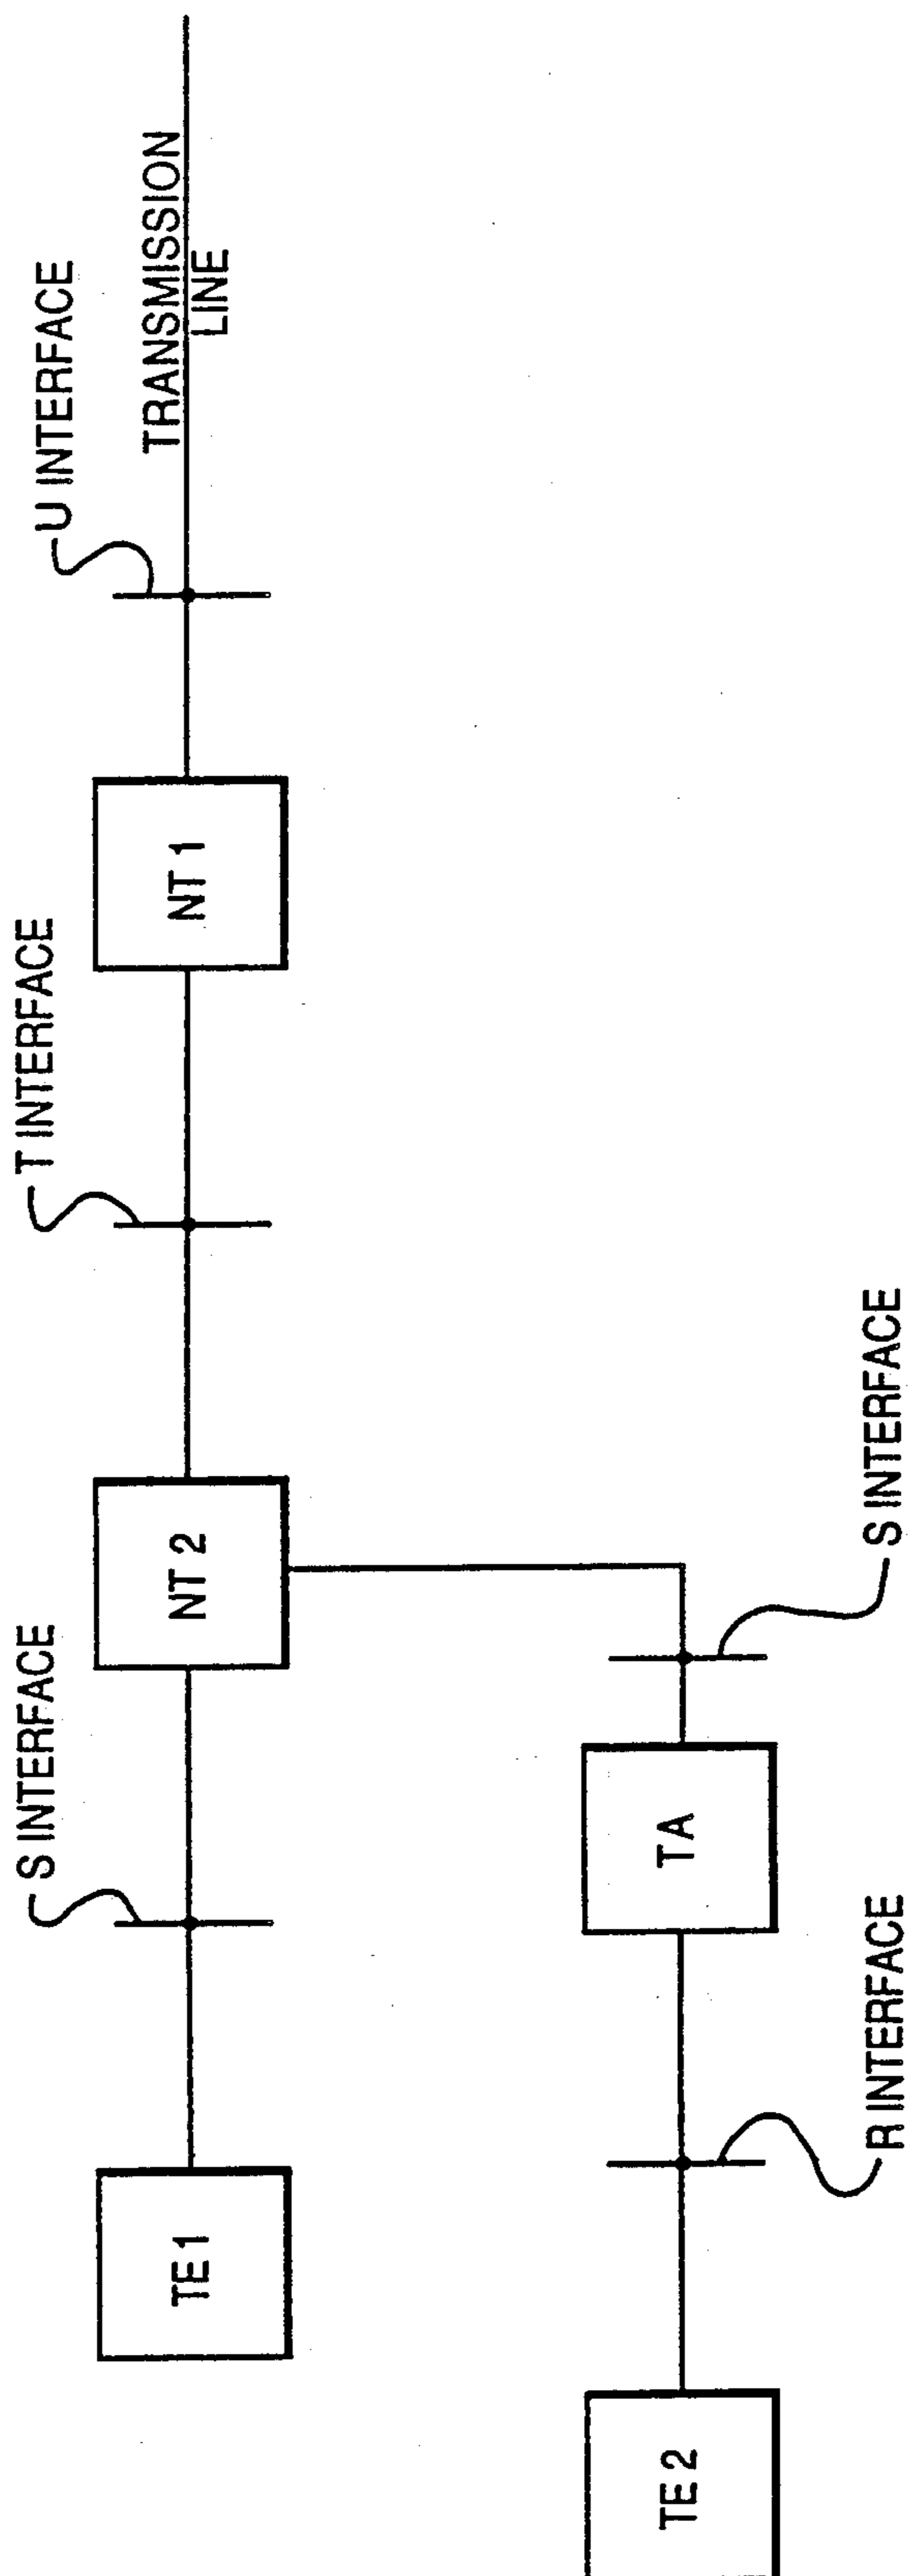 S INTERFACE
T INTERFACE
U INTERFACE
TE 1
NT 2
NT 1
TRANSMISSION
LINE
TE 2
TA
R INTERFACE
S INTERFACE